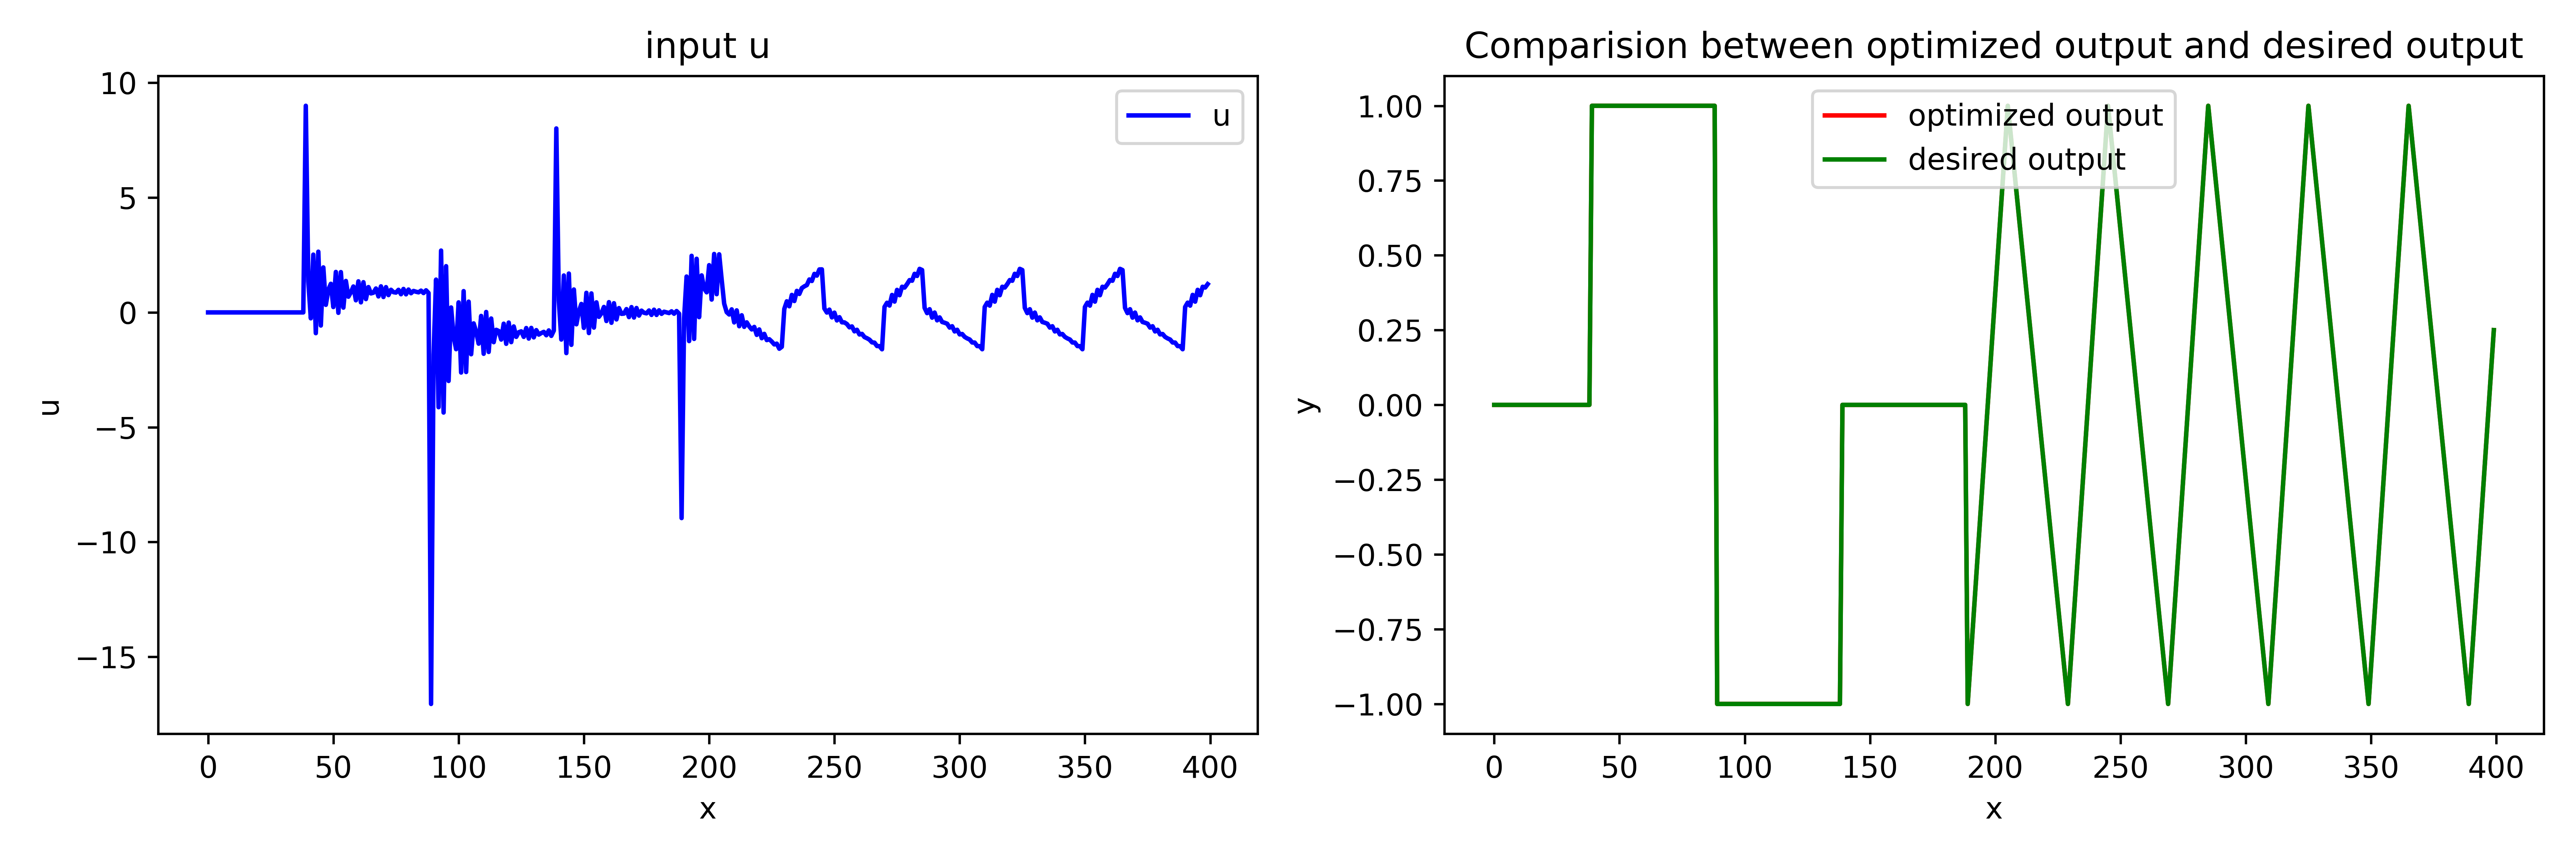 input u
10
5
0
−5
−10
−15
u
0 50 100 150 200 250 300 350 400
x
u
Comparision between optimized output and desired output
1.00
0.75
0.50
0.25
0.00
−0.25
−0.50
−0.75
−1.00
y
0 50 100 150 200 250 300 350 400
x
optimized output
desired output